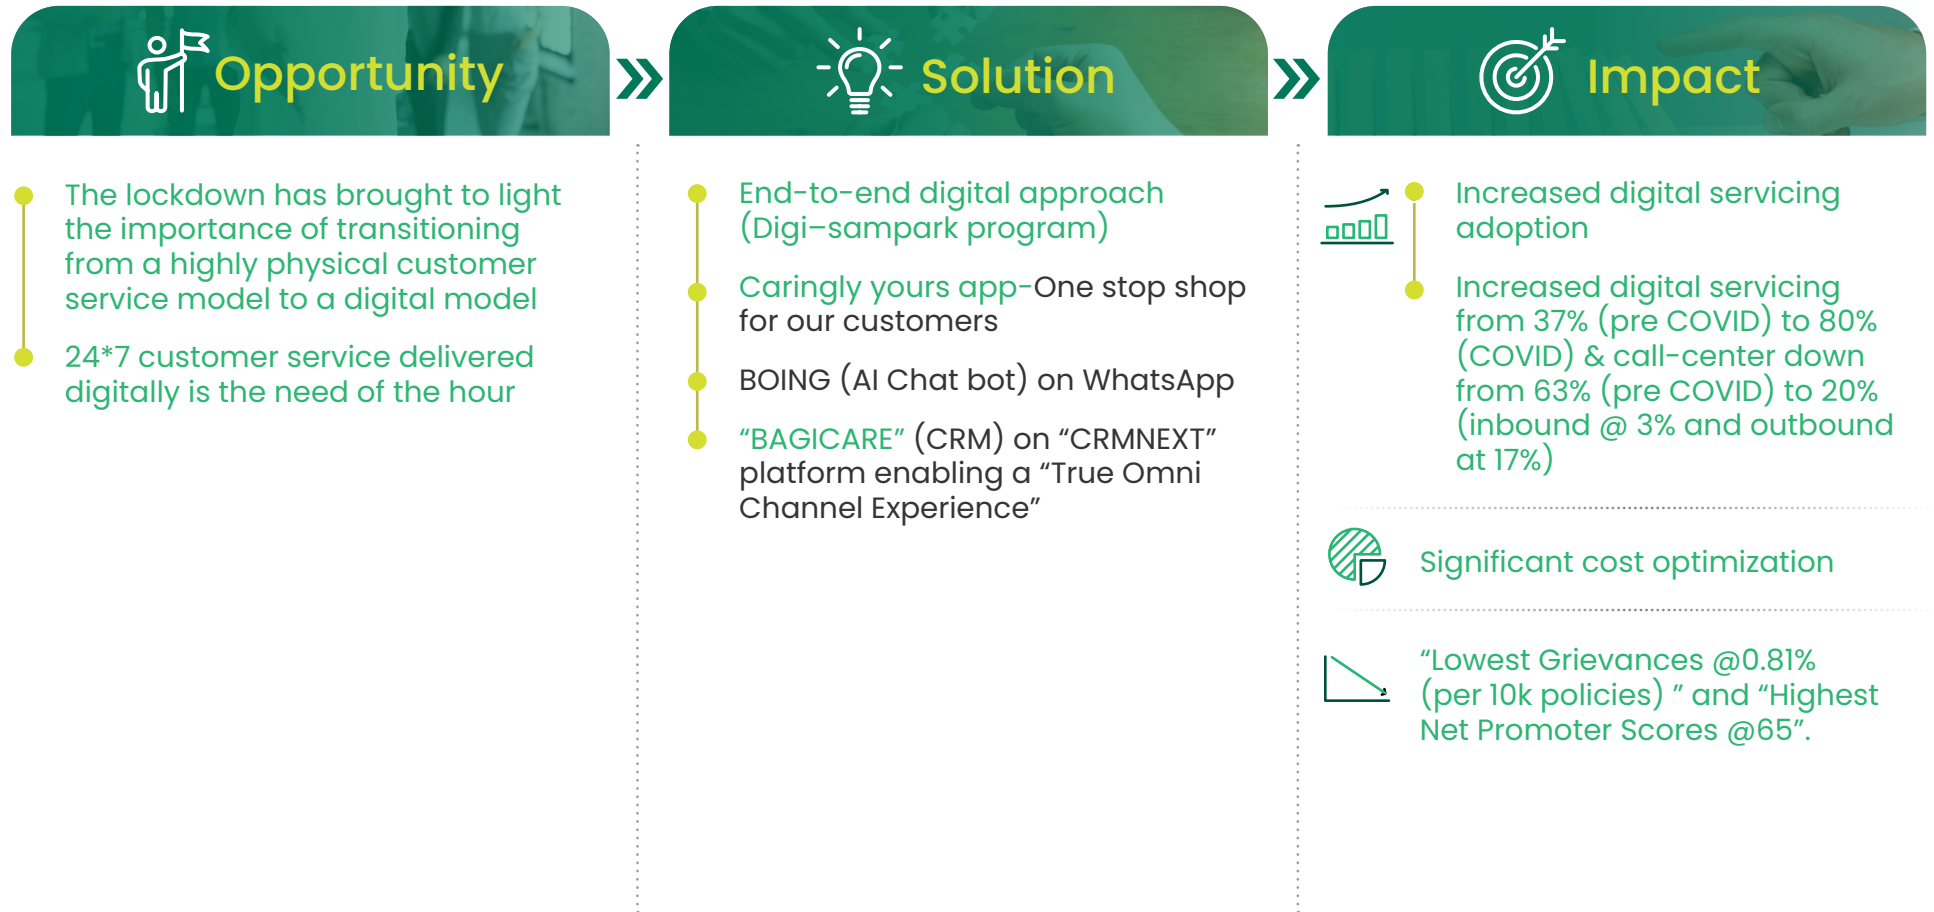 Opportunity
The lockdown has brought to light
the importance of transitioning
from a highly physical customer
service model to a digital model
24*7 customer service delivered
digitally is the need of the hour
Solution
End-to-end digital approach
(Digi–sampark program)
Caringly yours app-One stop shop
for our customers
BOING (AI Chat bot) on WhatsApp
“BAGICARE” (CRM) on “CRMNEXT”
platform enabling a “True Omni
Channel Experience”
Impact
Increased digital servicing
adoption
Increased digital servicing
from 37% (pre COVID) to 80%
(COVID) & call-center down
from 63% (pre COVID) to 20%
(inbound @ 3% and outbound
at 17%)
Significant cost optimization
“Lowest Grievances @0.81%
(per 10k policies) ” and “Highest
Net Promoter Scores @65”.